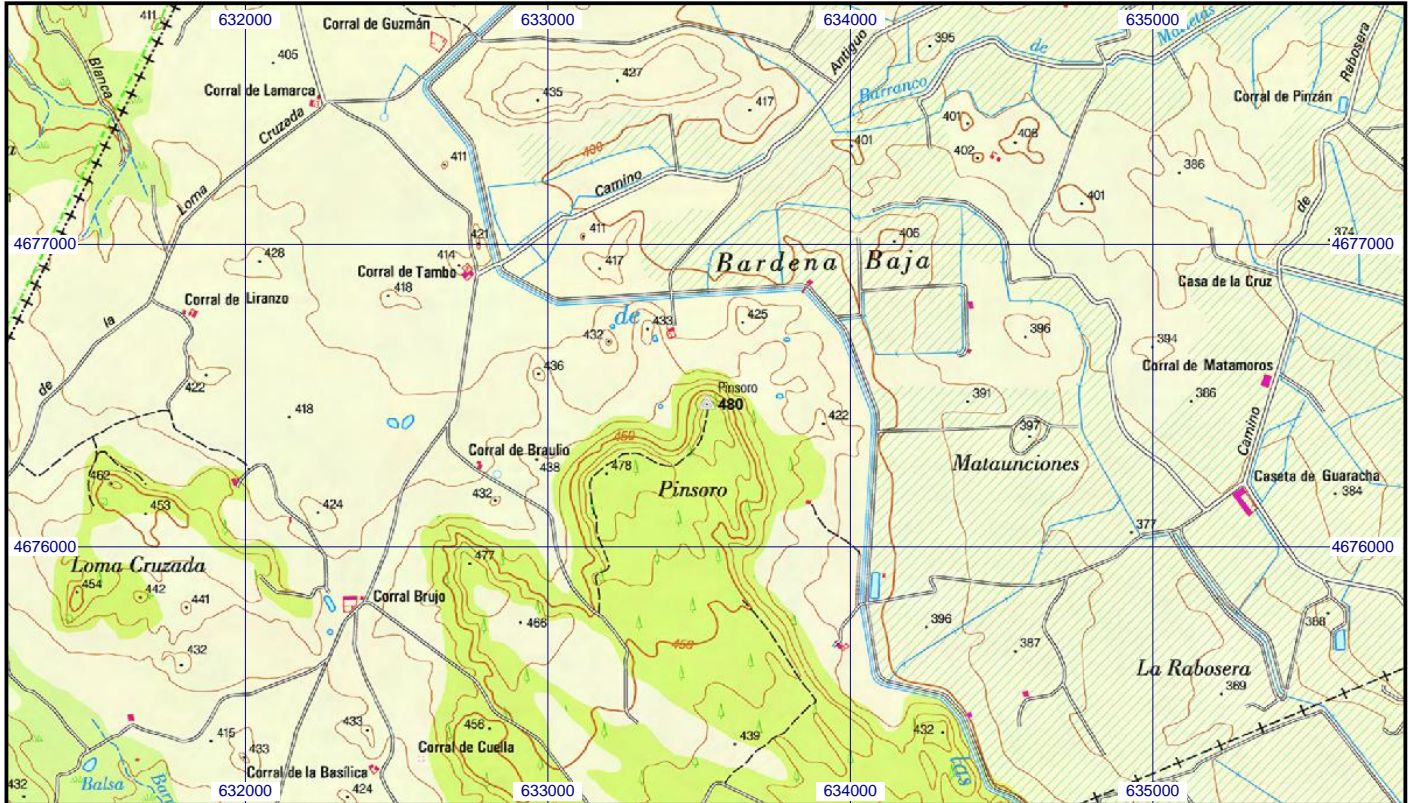 632000
633000
634000
635000
411
Corral de Guzmán
395
de
Rabosera
405
Blanca
Antiguo
427
Barranco
Corral de Lamarca
435
417
Corral de Pinzán
Cruzada
401
408
400
401
402
411
386
Camino
Loma
401
de
421
411
406
374
4677000
4677000
428
414
417
Bardena Baja
Corral de Tambo
418
Casa de la Cruz
Corral de Liranzo
la
de
425
432
433
396
394
436
Corral de Matamoros
de
422
Pinsoro
480
391
386
418
422
397
Camino
450
Corral de Braulio
438
478
Mataunciones
462
Caseta de Guaracha
Pinsoro
432
384
453
424
377
4676000
4676000
477
Loma Cruzada
454
442
441
Corral Brujo
466
396
388
450
387
432
La Rabosera
369
456
433
415
432
439
433
Corral de Cuella
las
Corral de la Basílica
432
Balsa
424
632000
633000
634000
635000